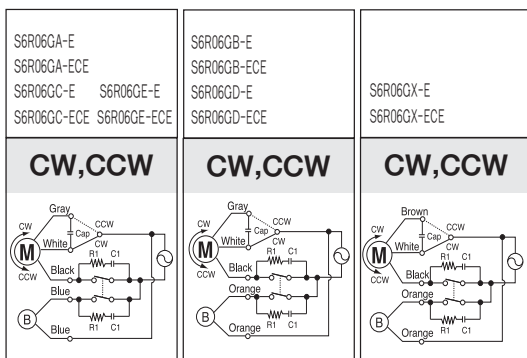 S6R06GA-E
S6R06GA-ECE
S6R06GC-E S6R06GE-E
S6R06GC-ECE S6R06GE-ECE
CW,CCW
Gray
CW
CCW
Cap
M
White
CW
R1 C1
CCW
Black
Blue
B
R1 C1
Blue
S6R06GB-E
S6R06GB-ECE
S6R06GD-E
S6R06GD-ECE
CW,CCW
Gray
CW
CCW
Cap
M
White
CW
R1 C1
CCW
Black
Orange
B
R1 C1
Orange
S6R06GX-E
S6R06GX-ECE
CW,CCW
Brown
CW
CCW
Cap
M
White
CW
R1 C1
CCW
Black
Orange
B
R1 C1
Orange